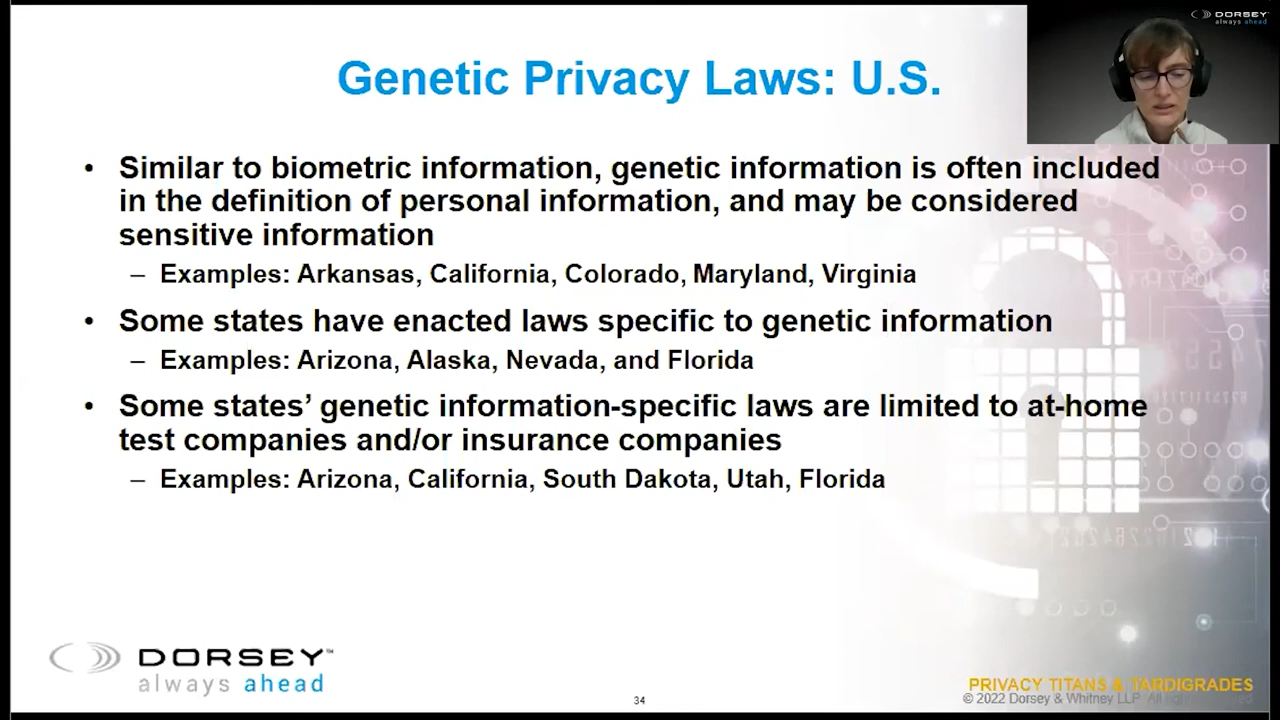 DORSEY
always ahead
Genetic Privacy Laws: U.S.
• Similar to biometric information, genetic information is often included
in the definition of personal information, and may be considered
sensitive information
– Examples: Arkansas, California, Colorado, Maryland, Virginia
• Some states have enacted laws specific to genetic information
– Examples: Arizona, Alaska, Nevada, and Florida
• Some states’ genetic information-specific laws are limited to at-home
test companies and/or insurance companies
– Examples: Arizona, California, South Dakota, Utah, Florida
DORSEY™
always ahead
34
PRIVACY TITANS & TARDIGRADES
© 2022 Dorsey & Whitney LLP. All rights reserved